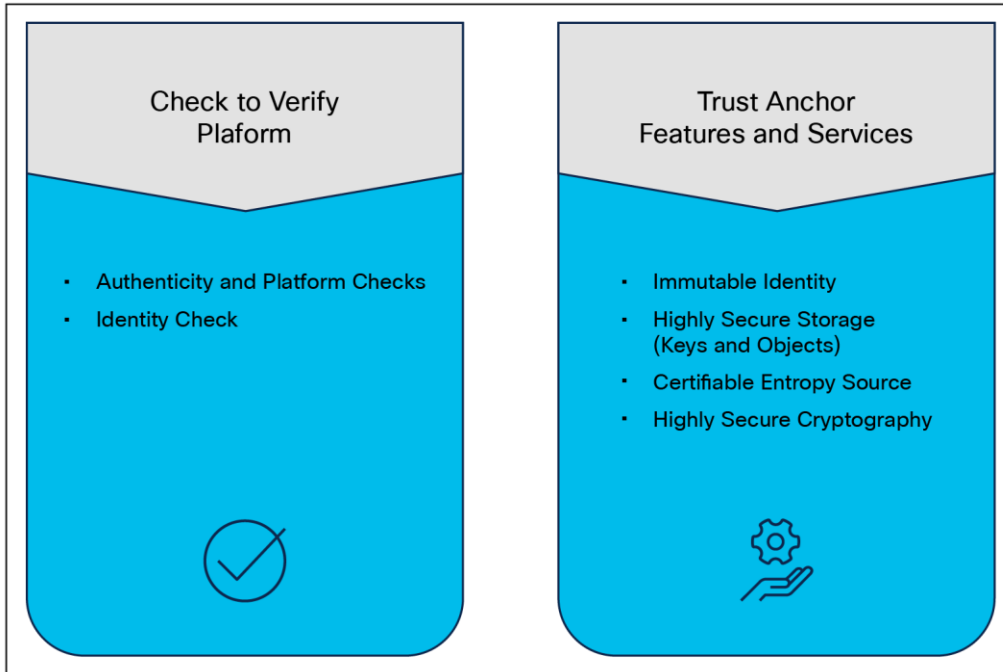 Check to Verify
Plaform
▪ Authenticity and Platform Checks
▪ Identity Check
Trust Anchor
Features and Services
▪ Immutable Identity
▪ Highly Secure Storage
(Keys and Objects)
▪ Certifiable Entropy Source
▪ Highly Secure Cryptography